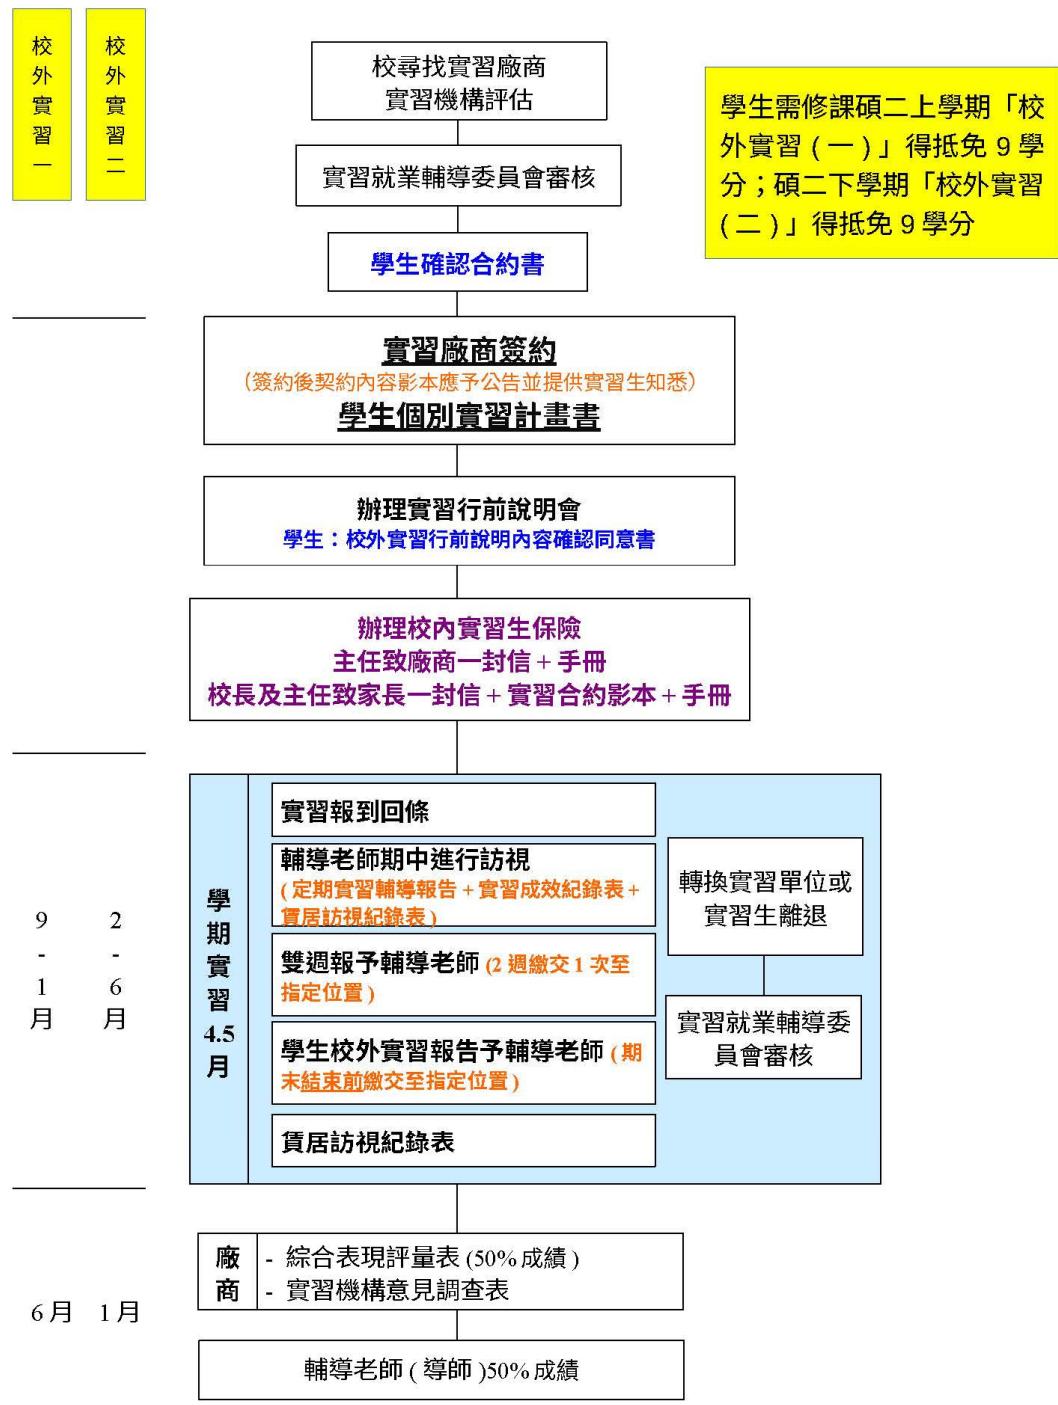 校外實習一
校外實習二
校尋找實習廠商
實習機構評估
學生需修課碩二上學期「校
外實習 ( 一 ) 」得抵免 9 學
分；碩二下學期「校外實習
( 二 ) 」得抵免 9 學分
實習就業輔導委員會審核
學生確認合約書
實習廠商簽約
（簽約後契約內容影本應予公告並提供實習生知悉）
學生個別實習計畫書
辦理實習行前說明會
學生：校外實習行前說明內容確認同意書
辦理校內實習生保險
主任致廠商一封信 + 手冊
校長及主任致家長一封信 + 實習合約影本 + 手冊
9
-
1
月
2
-
6
月
學
期
實
習
4.5
月
實習報到回條
輔導老師期中進行訪視
( 定期實習輔導報告 + 實習成效紀錄表 +
賃居訪視紀錄表 )
雙週報予輔導老師 (2 週繳交 1 次至
指定位置 )
學生校外實習報告予輔導老師 ( 期
末結束前繳交至指定位置 )
賃居訪視紀錄表
轉換實習單位或
實習生離退
實習就業輔導委
員會審核
6 月
1 月
廠
商
- 綜合表現評量表 (50% 成績 )
- 實習機構意見調查表
輔導老師 ( 導師 )50% 成績